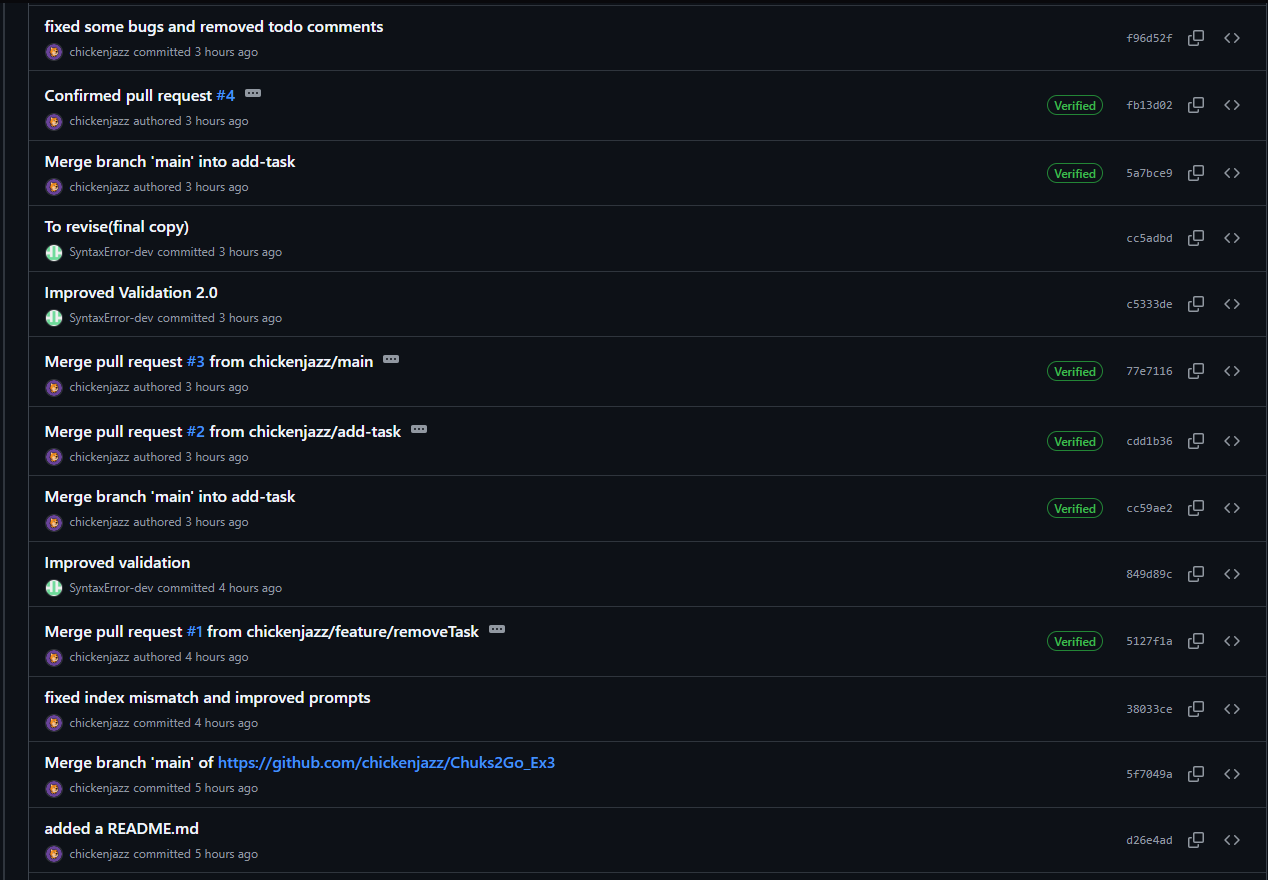 fixed some bugs and removed todo comments
chickenjazz committed 3 hours ago
f96d52f
Confirmed pull request #4
chickenjazz authored 3 hours ago
Verified
fb13d02
Merge branch 'main' into add-task
chickenjazz authored 3 hours ago
Verified
5a7bce9
To revise(final copy)
SyntaxError-dev committed 3 hours ago
cc5adbd
Improved Validation 2.0
SyntaxError-dev committed 3 hours ago
c5333de
Merge pull request #3 from chickenjazz/main
chickenjazz authored 3 hours ago
Verified
77e7116
Merge pull request #2 from chickenjazz/add-task
chickenjazz authored 3 hours ago
Verified
cdd1b36
Merge branch 'main' into add-task
chickenjazz authored 3 hours ago
Verified
cc59ae2
Improved validation
SyntaxError-dev committed 4 hours ago
849d89c
Merge pull request #1 from chickenjazz/feature/removeTask
chickenjazz authored 4 hours ago
Verified
5127f1a
fixed index mismatch and improved prompts
chickenjazz committed 4 hours ago
38033ce
Merge branch 'main' of https://github.com/chickenjazz/Chuks2Go_Ex3
chickenjazz committed 5 hours ago
5f7049a
added a README.md
chickenjazz committed 5 hours ago
d26e4ad